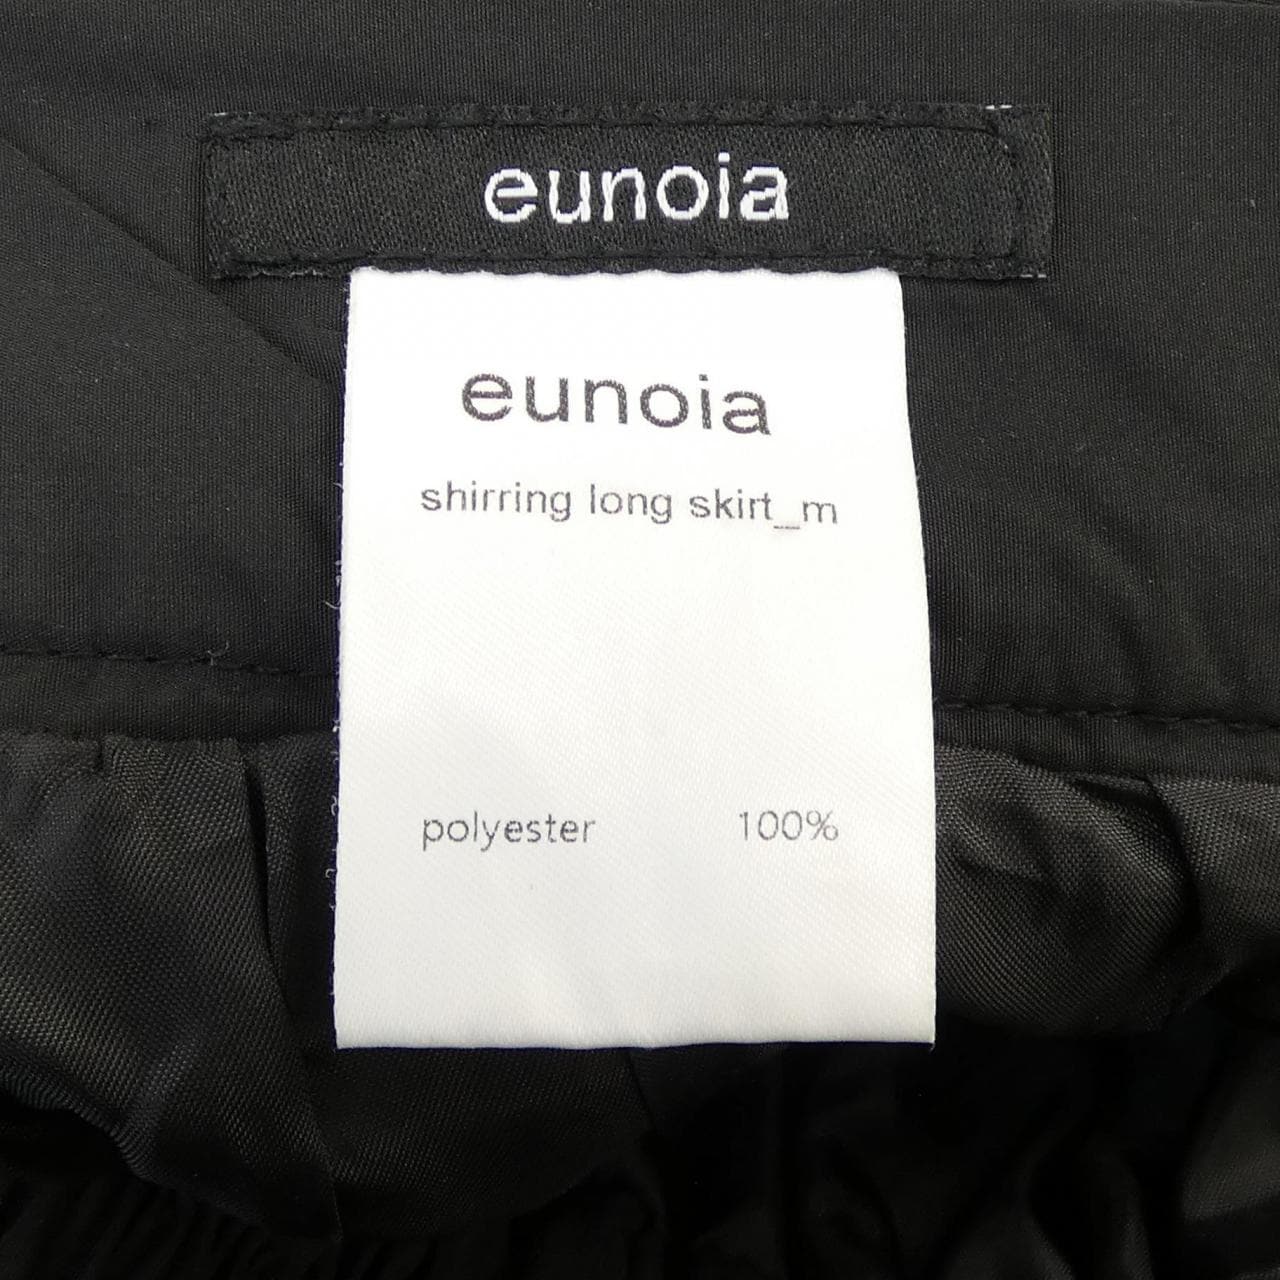 eunoia
eunoia
shirring long skirt_m
polyester 100%